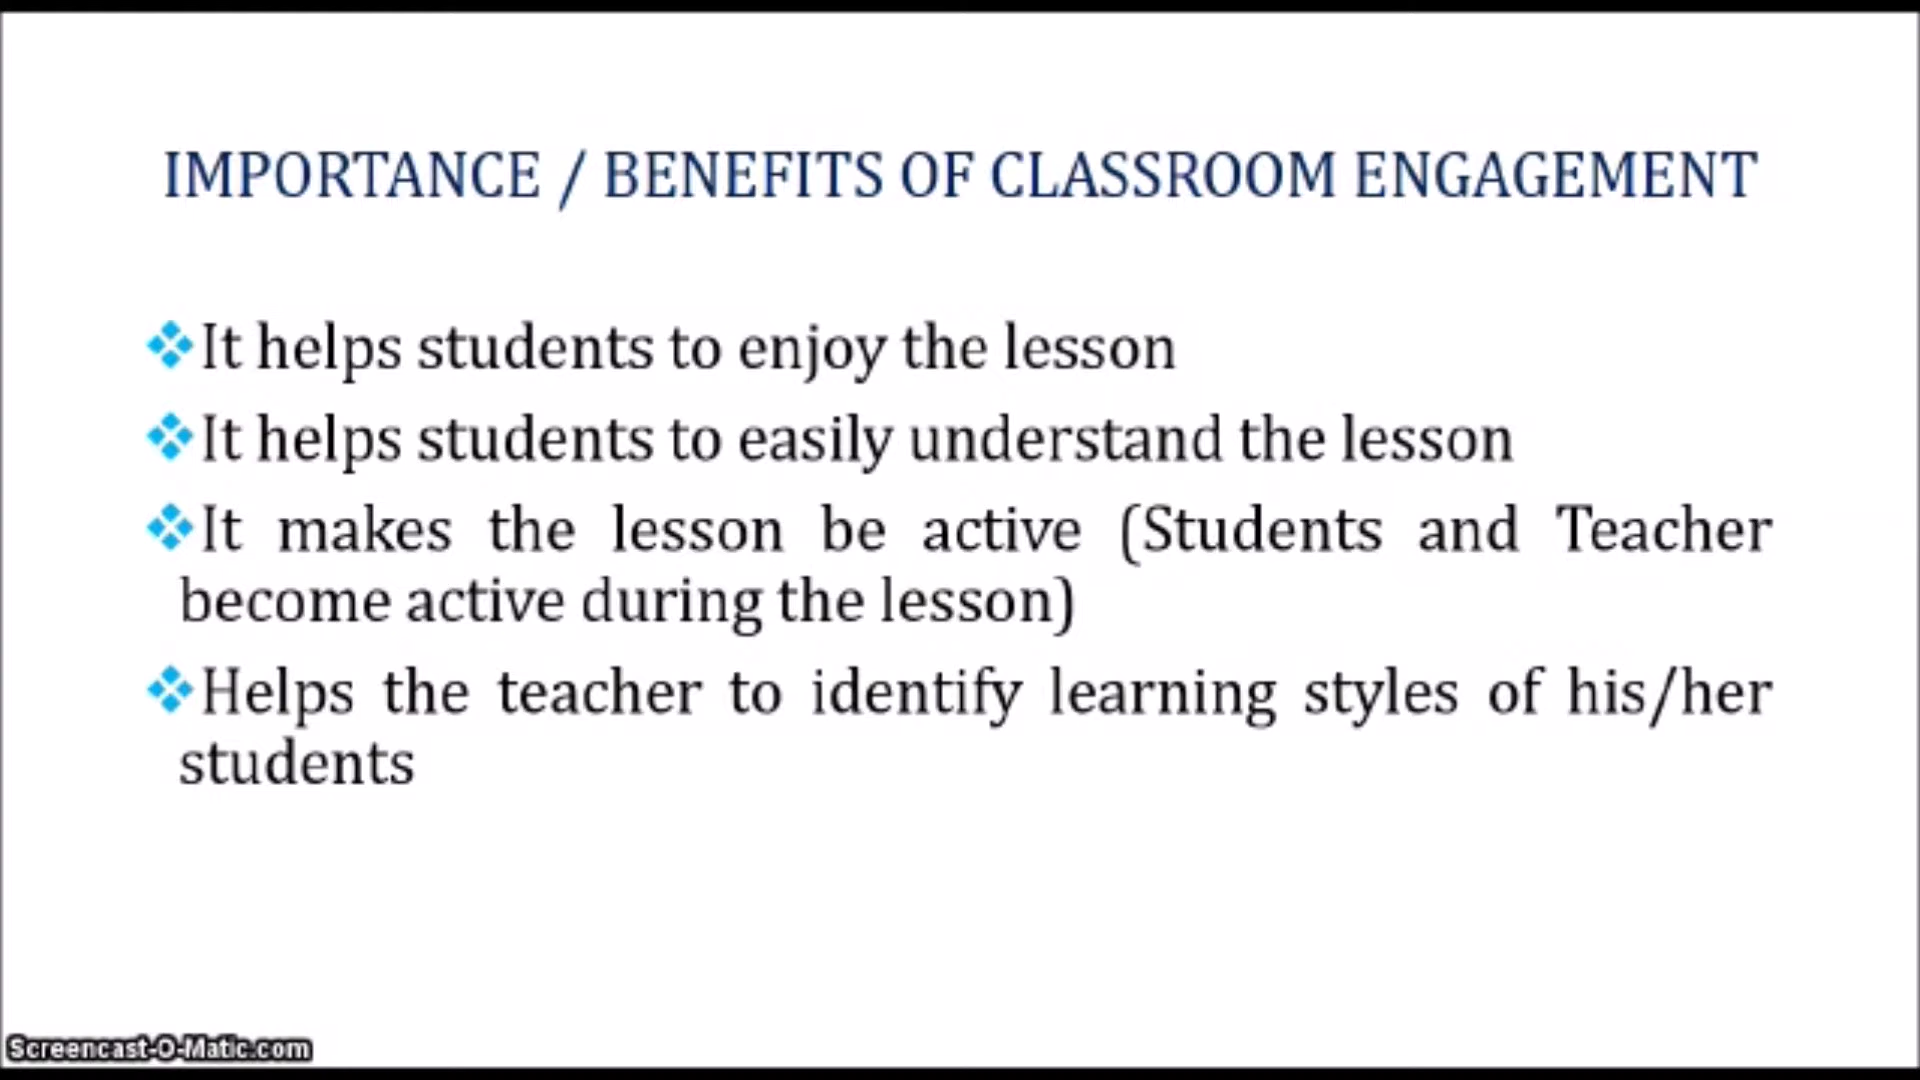 IMPORTANCE / BENEFITS OF CLASSROOM ENGAGEMENT
It helps students to enjoy the lesson
It helps students to easily understand the lesson
It makes the lesson be active (Students and Teacher
become active during the lesson)
Helps the teacher to identify learning styles of his/her
students
Screencast-O-Matic.com